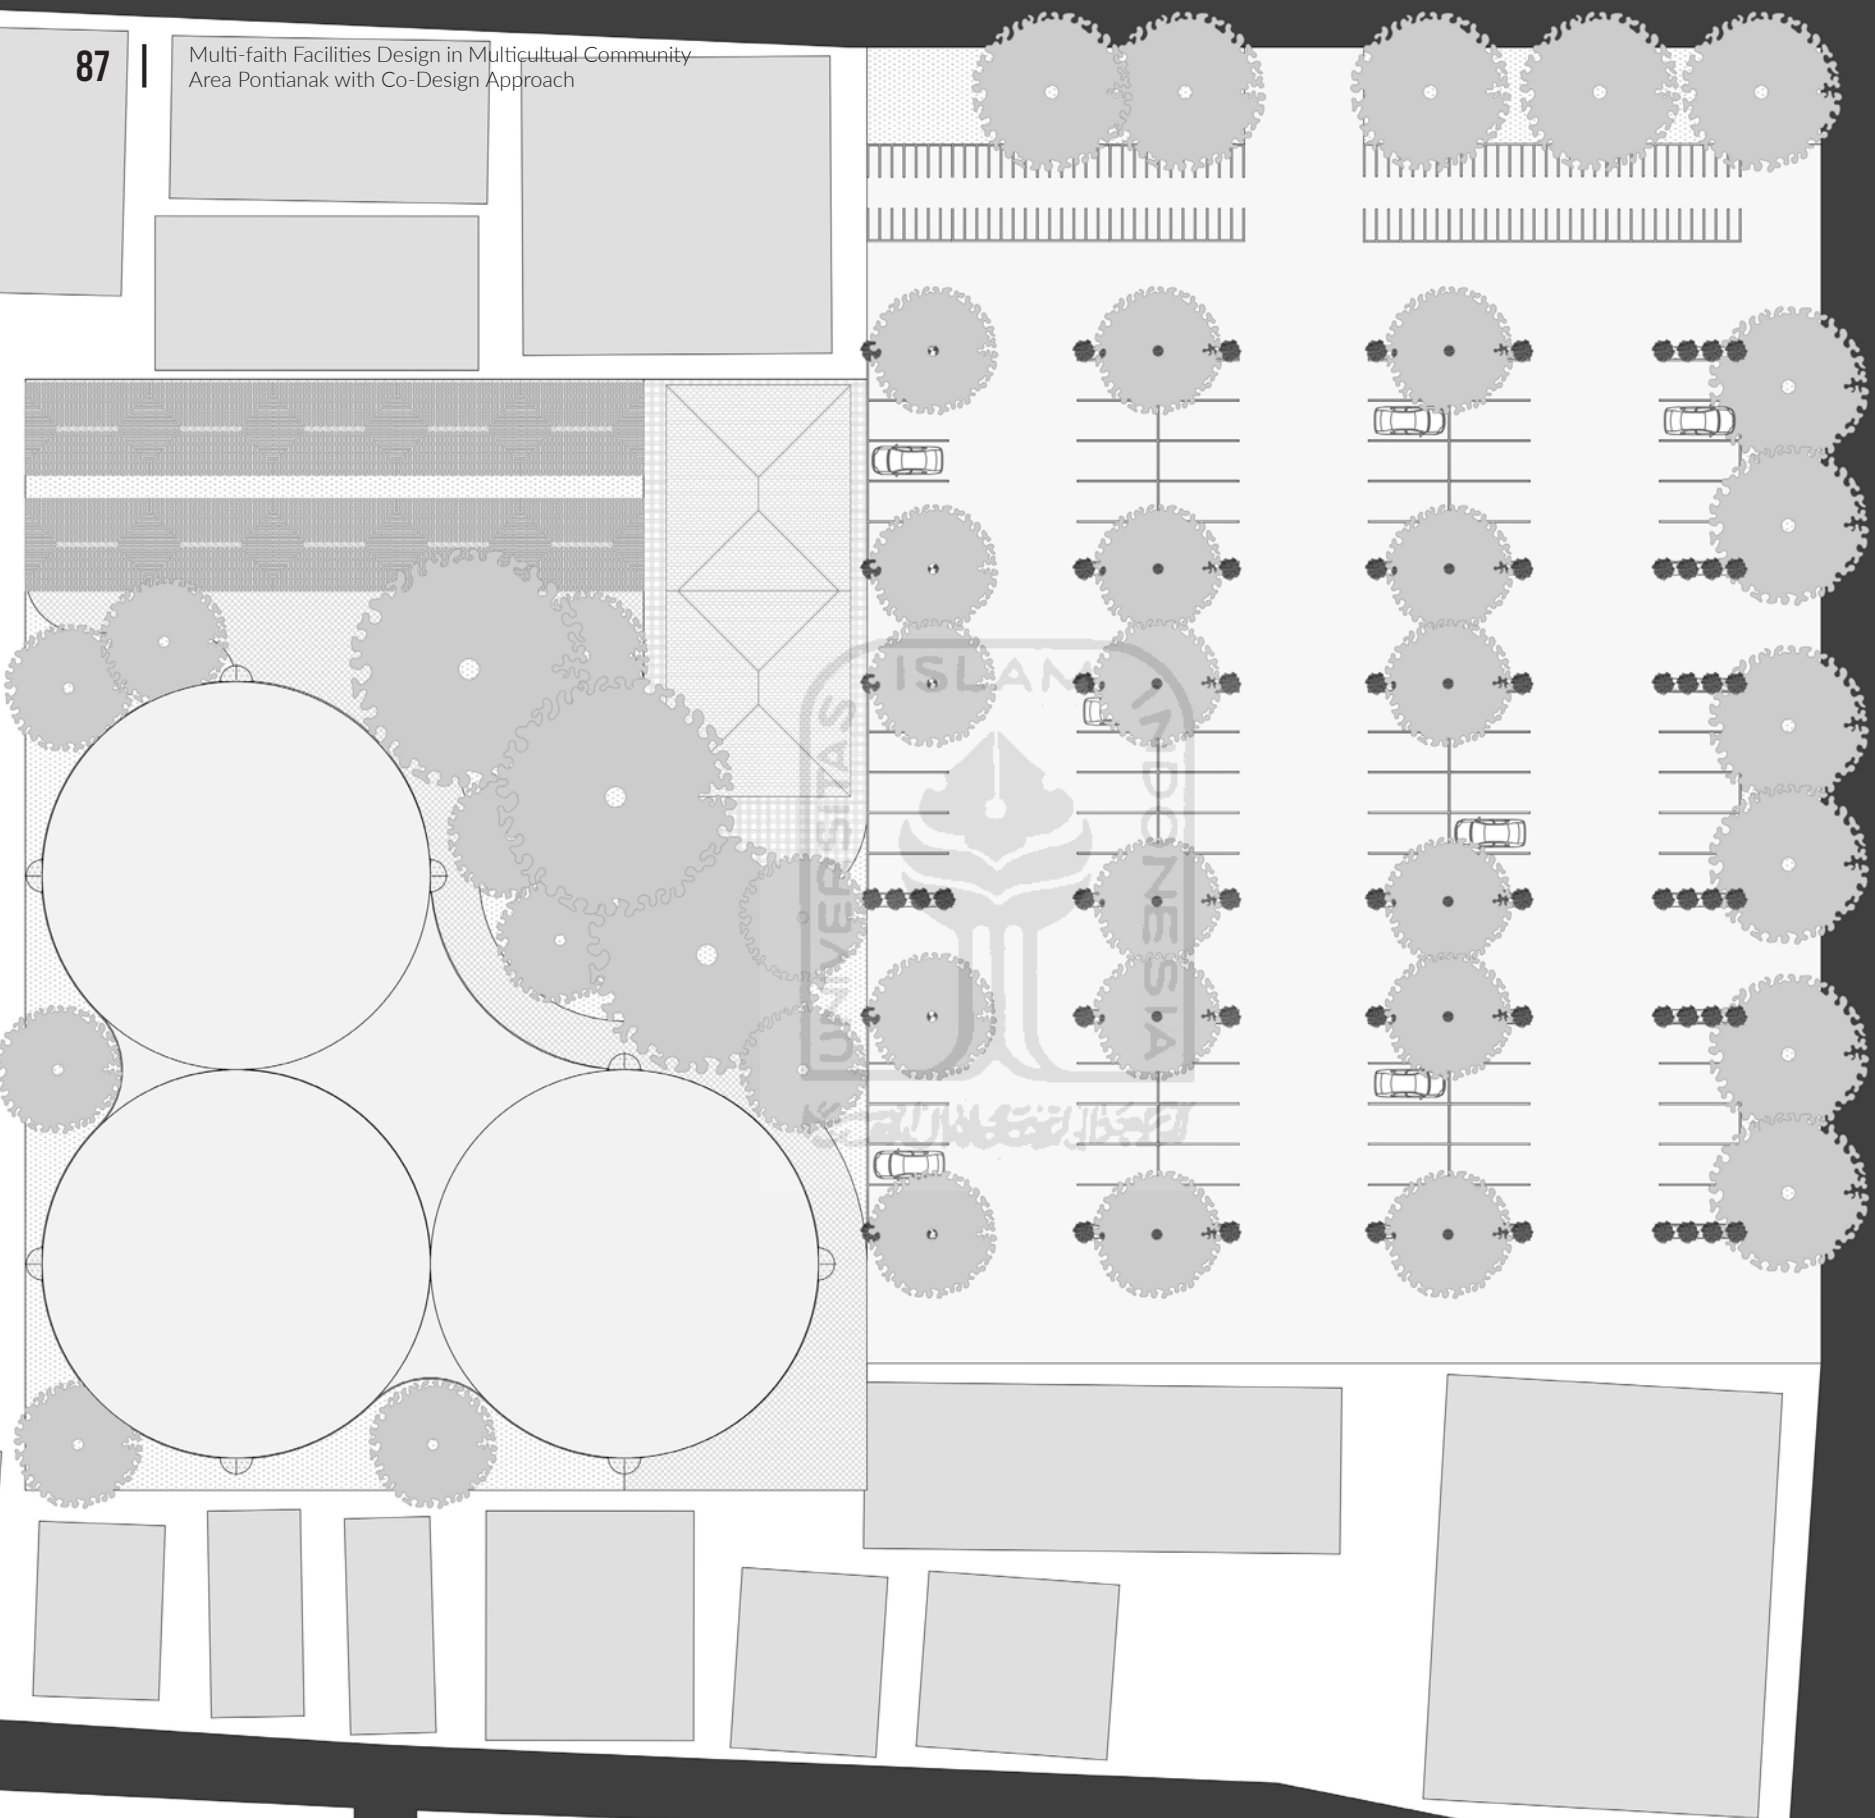 87
Multi-faith Facilities Design in Multicultual Community
Area Pontianak with Co-Design Approach
UNIVERSITAS
ISLAM
INDONESIA